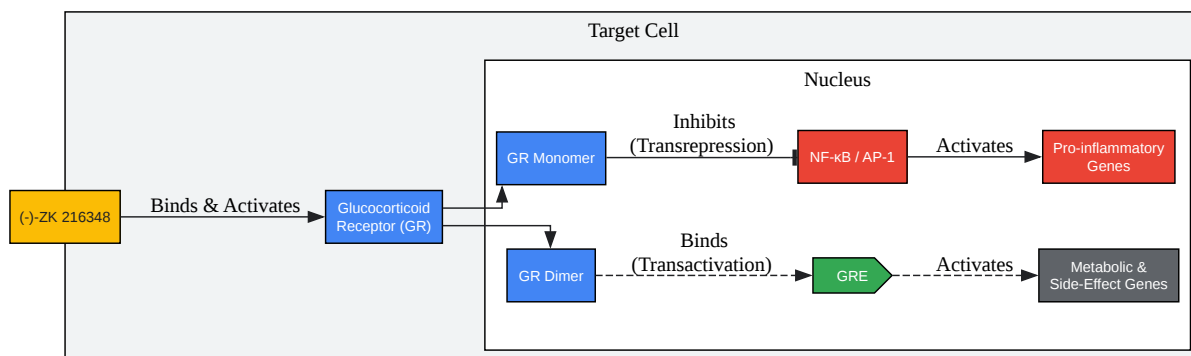 Target Cell
Nucleus
Inhibits
(Transrepression)
GR Monomer
NF-κB / AP-1
Activates
Pro-inflammatory
Genes
(-)-ZK 216348
Binds & Activates
Glucocorticoid
Receptor (GR)
Binds
(Transactivation)
GR Dimer
GRE
Activates
Metabolic &
Side-Effect Genes